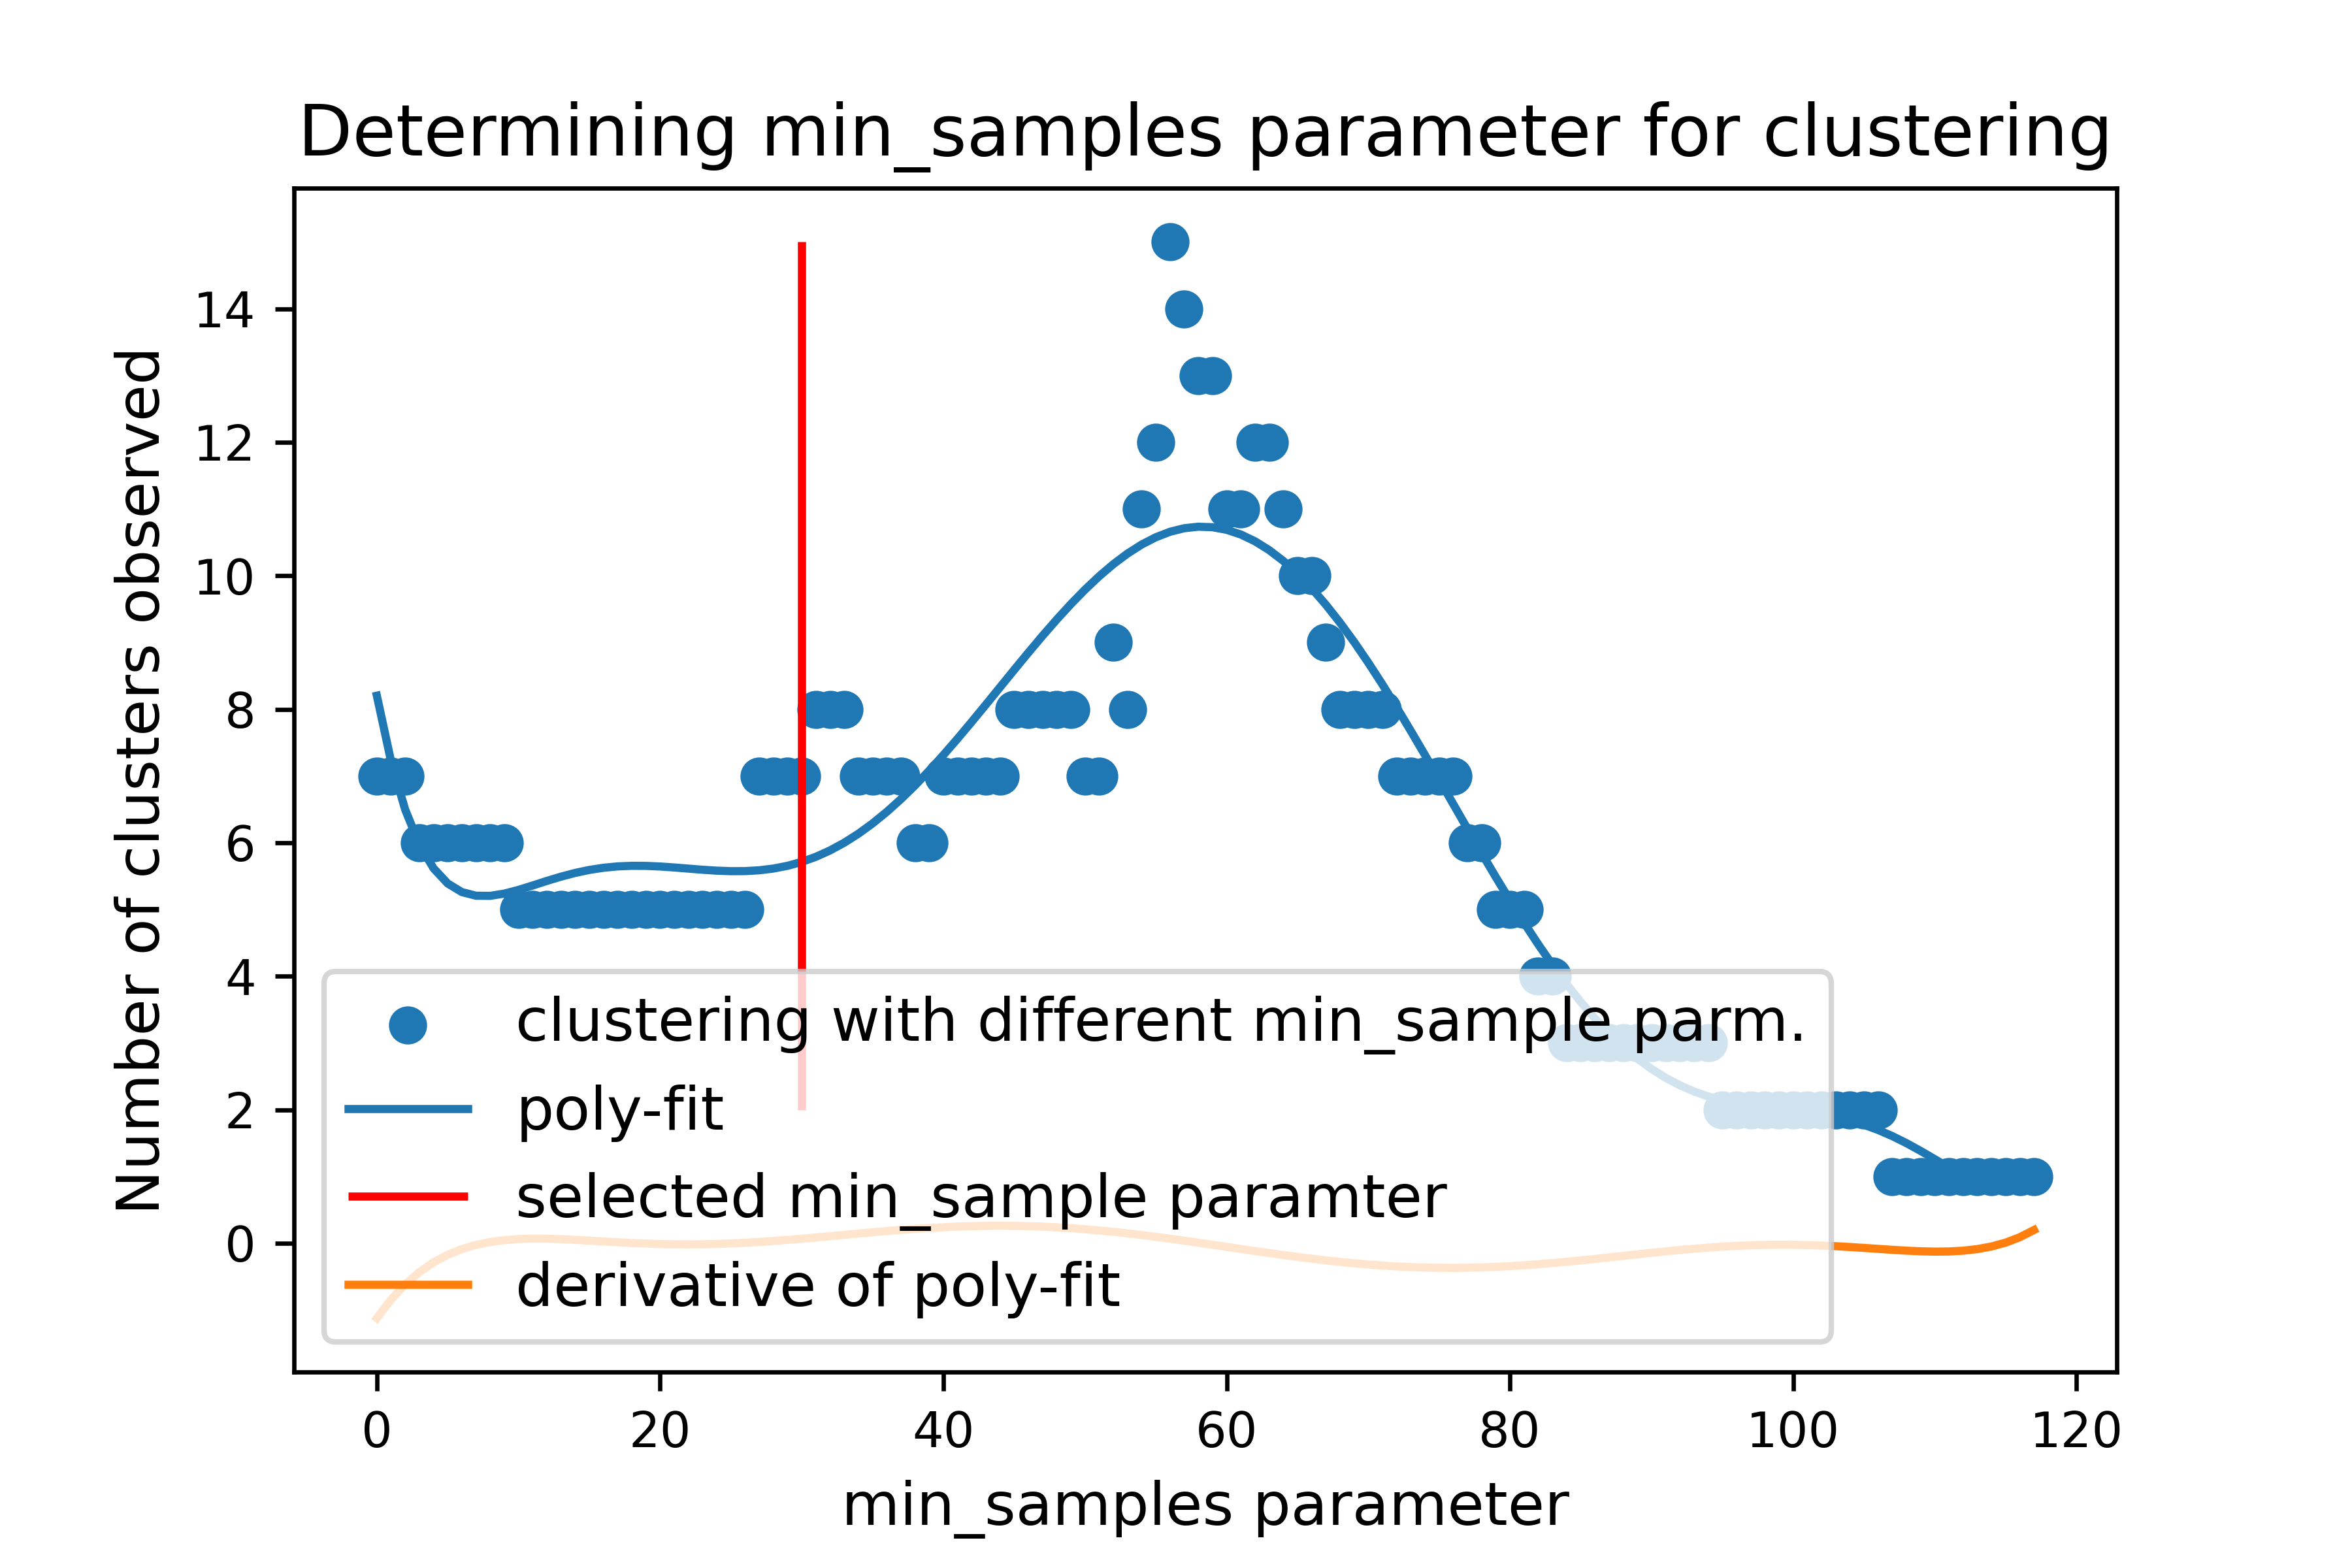 Determining min_samples parameter for clustering
Number of clusters observed
14
12
10
8
6
4
2
0
clustering with different min_sample parm.
poly-fit
selected min_sample paramter
derivative of poly-fit
0 20 40 60 80 100 120
min_samples parameter